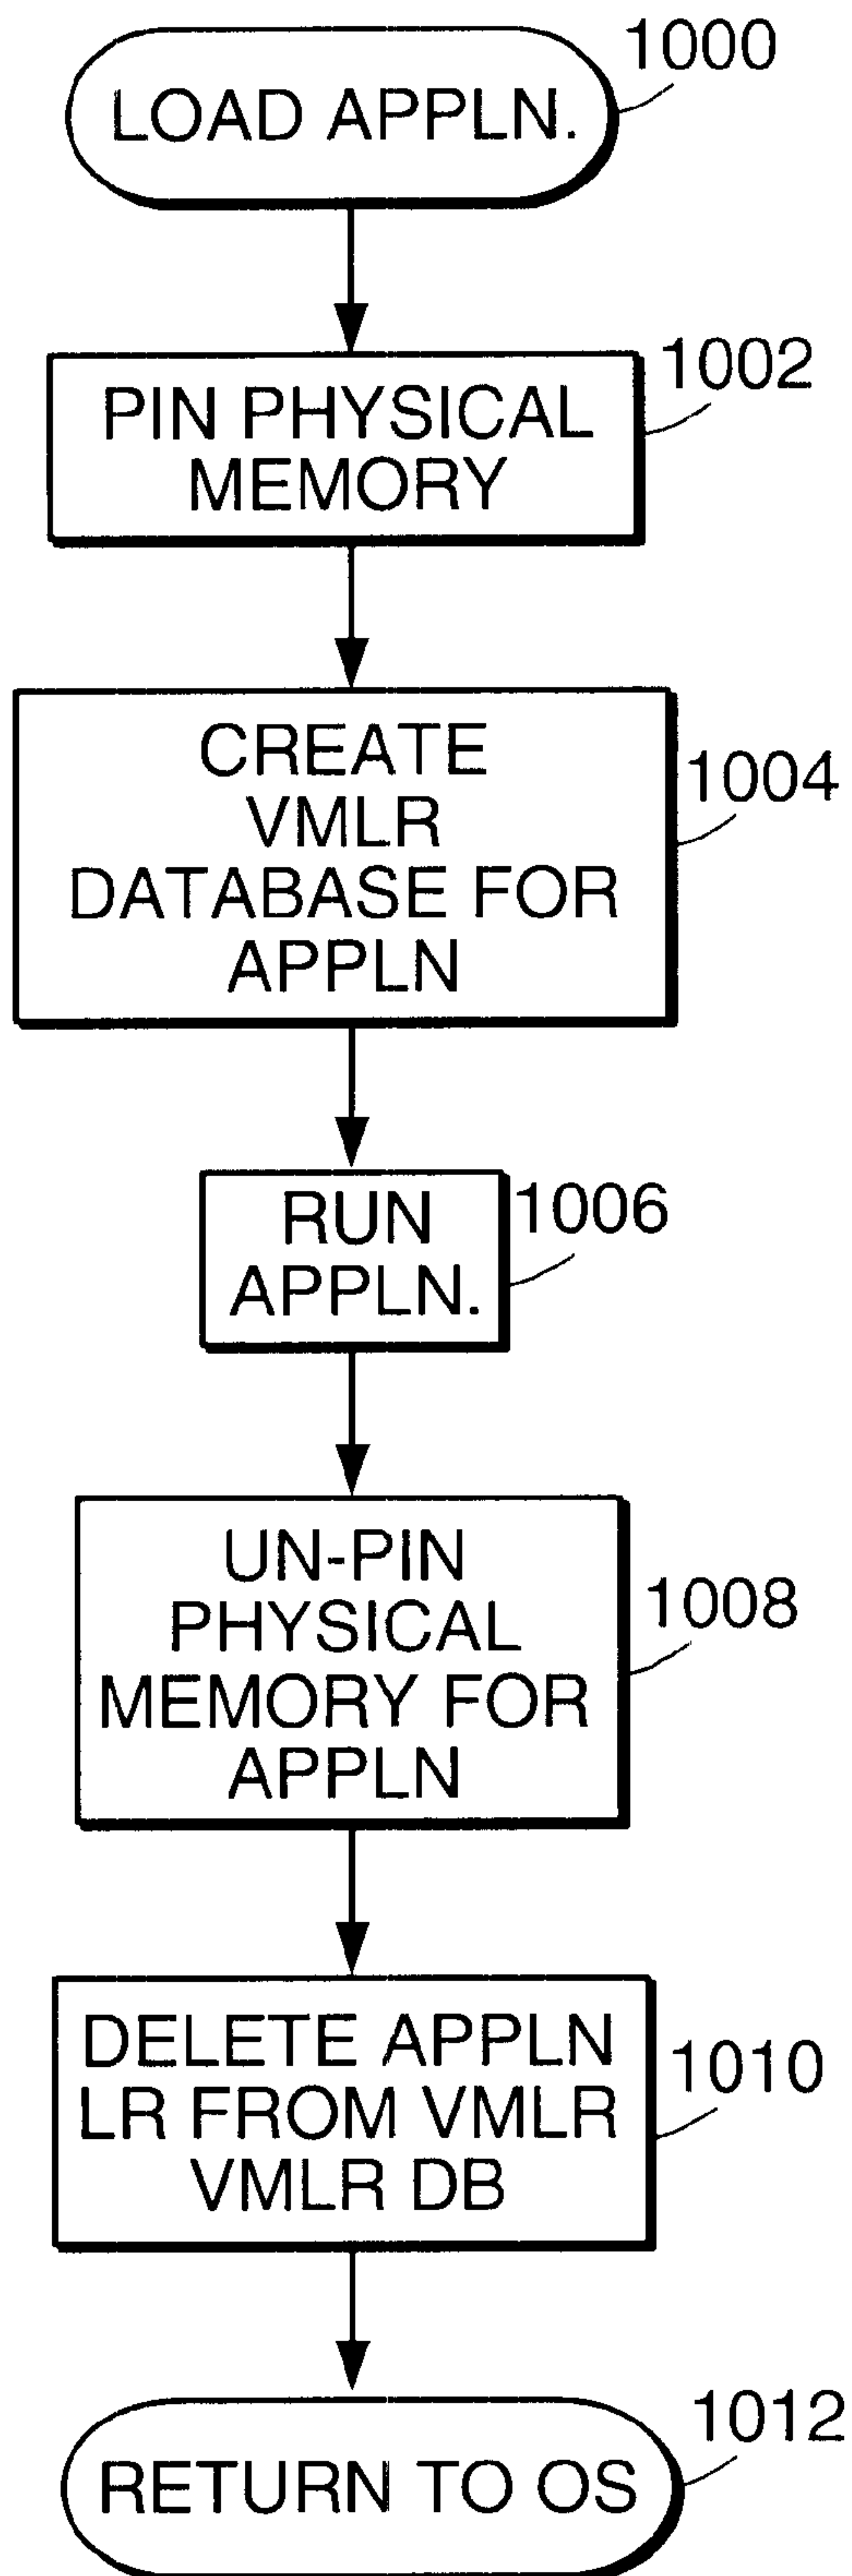 1000
LOAD APPLN.
1002
PIN PHYSICAL
MEMORY
1004
CREATE
VMLR
DATABASE FOR
APPLN
1006
RUN
APPLN.
1008
UN-PIN
PHYSICAL
MEMORY FOR
APPLN
1010
DELETE APPLN
LR FROM VMLR
VMLR DB
1012
RETURN TO OS